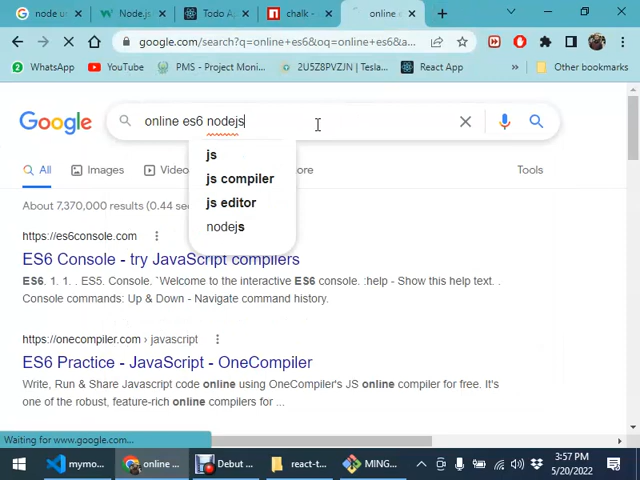 node u
Node.js
Todo A
chalk -
online e
google.com/search?q=online+es6&oq=online+es6&a...
WhatsApp
YouTube
PMS - Project Moni...
2U5Z8PVZJN | Tesla...
React App
»
Other bookmarks
Google
online es6 nodejs
js
js compiler
js editor
nodejs
All
Images
Video
ore
Tools
About 7,370,000 results (0.44 se
https://es6console.com
ES6 Console - try JavaScript compilers
ES6. 1. 1. . ES5. Console. `Welcome to the interactive ES6 console. :help - Show this help text. .
Console commands: Up & Down - Navigate command history.
https://onecompiler.com › javascript
ES6 Practice - JavaScript - OneCompiler
Write, Run & Share Javascript code online using OneCompiler's JS online compiler for free. It's
one of the robust, feature-rich online compilers for ...
Waiting for www.google.com...
mymo...
online ...
Debut ...
react-t...
MING...
3:57 PM
5/20/2022